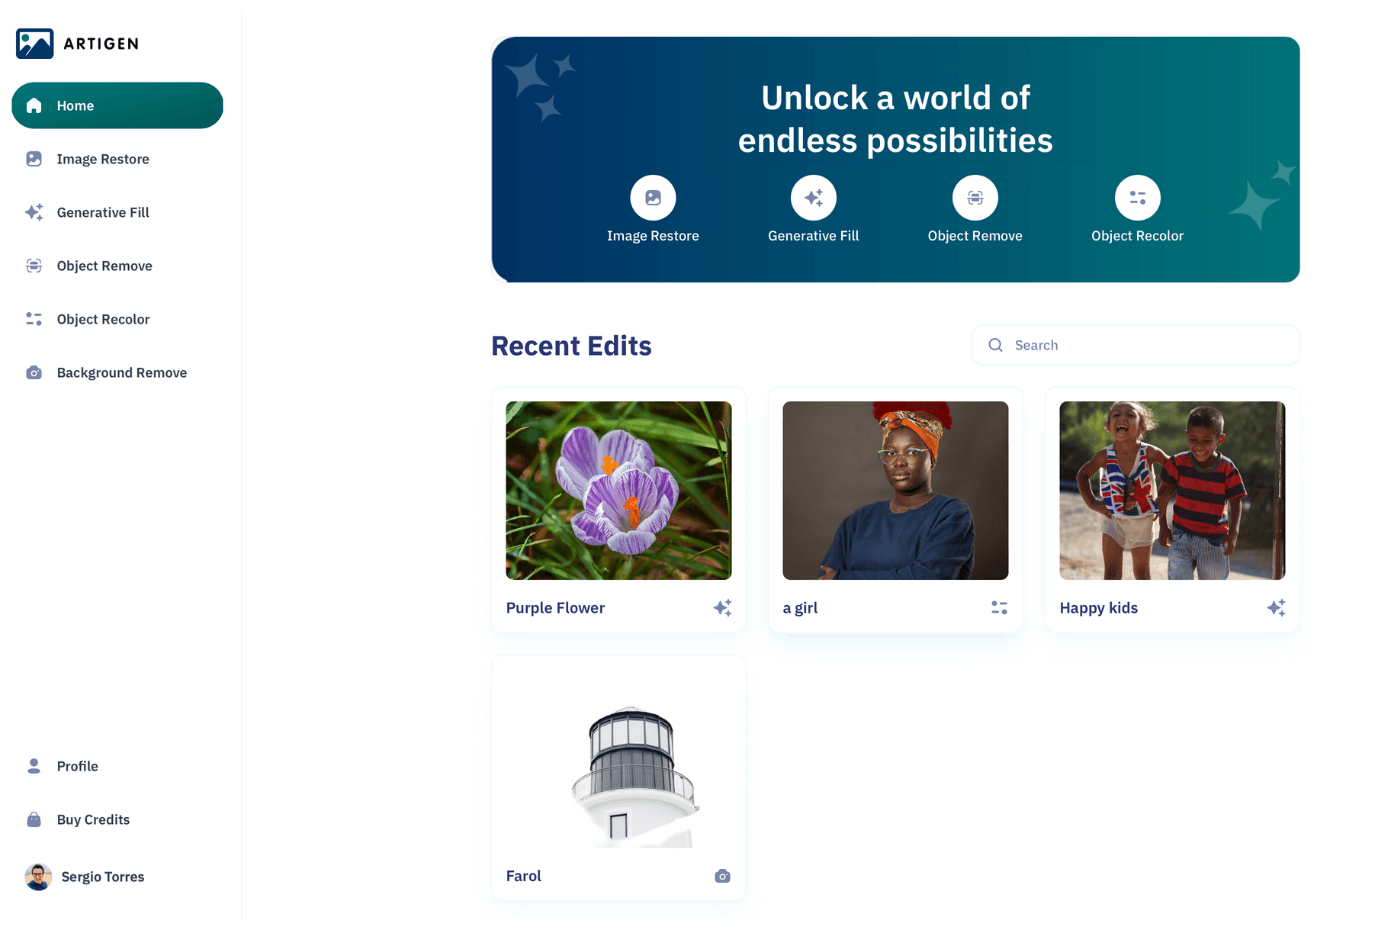 ARTIGEN
Home
Image Restore
Generative Fill
Object Remove
Object Recolor
Background Remove
Profile
Buy Credits
Sergio Torres
Unlock a world of
endless possibilities
Image Restore
Generative Fill
Object Remove
Object Recolor
Recent Edits
Search
Purple Flower
a girl
Happy kids
Farol